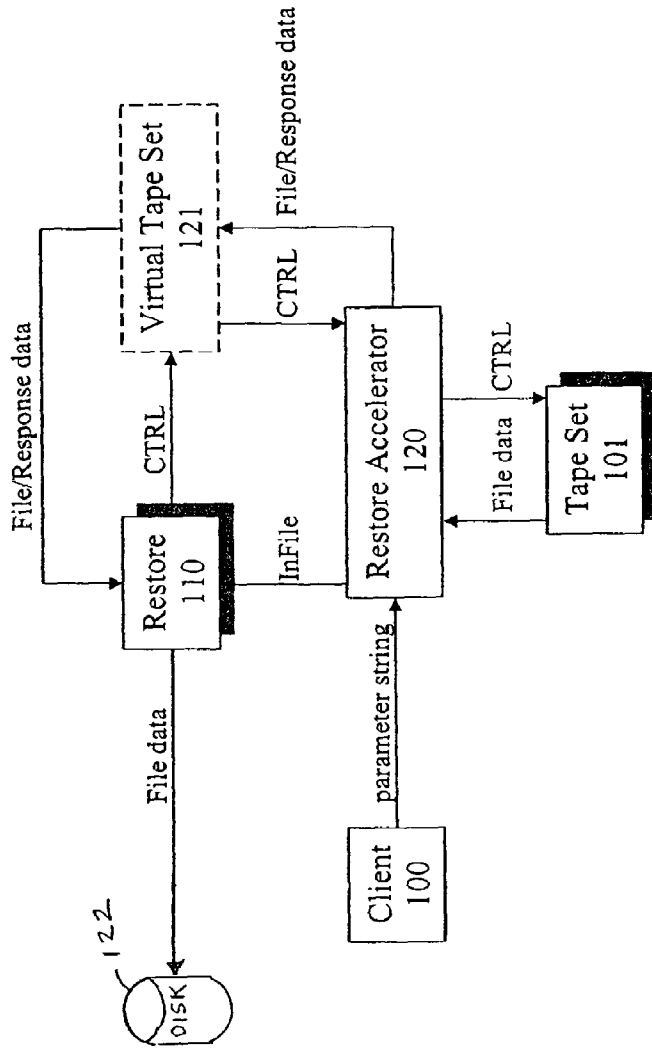 File/Response data
Virtual Tape Set
121
CTRL
Restore
110
File data
122
DISK
InFile
CTRL
File/Response data
Restore Accelerator
120
parameter string
Client
100
File data
CTRL
Tape Set
101